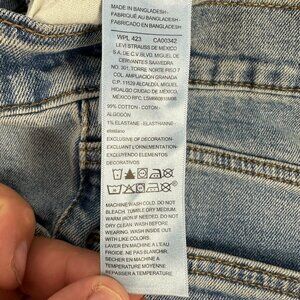 MADE IN BANGLADESH-
FABRIQUÉ AU BANGLADESH-
FABRICADO EN BANGLADESH-
WPL 423 CA00342
LEVI STRAUSS DE MÉXICO
S.A. DE C.V. BLVD. MIGUEL DE
CERVANTES SAAVEDRA
NO. 301, TORRE NORTE PISO 7
COL AMPLIACIÓN GRANADA
C.P. 11529 ALCALDÍA. MIGUEL
HIDALGO CIUDAD DE MÉXICO,
MÉXICO RFC.
99% COTTON - COTON-
ALGODÓN
1% ELASTANE - ELASTHANNE
elastano
EXCLUSIVE OF DECORATION-
EXCLUANT L'ORNEMENTATION-
EXCLUYENDO ELEMENTOS
DECORATIVOS
MACHINE WASH COLD. DO NOT
BLEACH. TUMBLE DRY MEDIUM.
WARM IRON IF NEEDED. DO NOT
DRY CLEAN. WASH BEFORE
WEARING. WASH INSIDE OUT
WITH LIKE COLORS.
LAVER EN MACHINE À L'EAU
FROIDE. NE PAS BLANCHIR.
SÉCHER EN MACHINE À
TEMPÉRATURE MOYENNE
REPASSER À TEMPÉRATURE